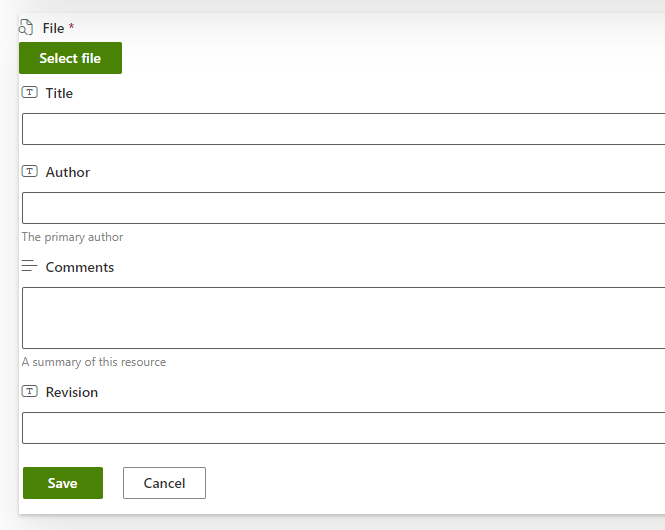 File *
Select file
Title
Author
The primary author
Comments
A summary of this resource
Revision
Save
Cancel